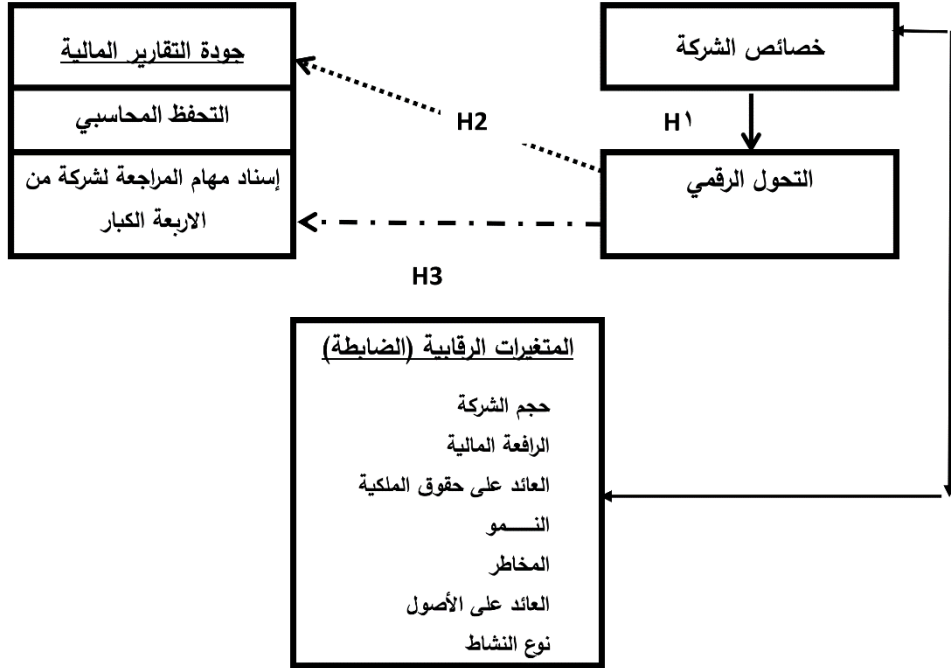 خصائص الشركة
جودة التقارير المالية
التحفظ المحاسبي
H2
H١
التحول الرقمي
إسناد مهام المراجعة لشركة من
الاربعة الكبار
H3
المتغيرات الرقابية (الضابطة)
حجم الشركة
الرافعة المالية
العائد على حقوق الملكية
النـــــمو
المخاطر
العائد على الأصول
نوع النشاط